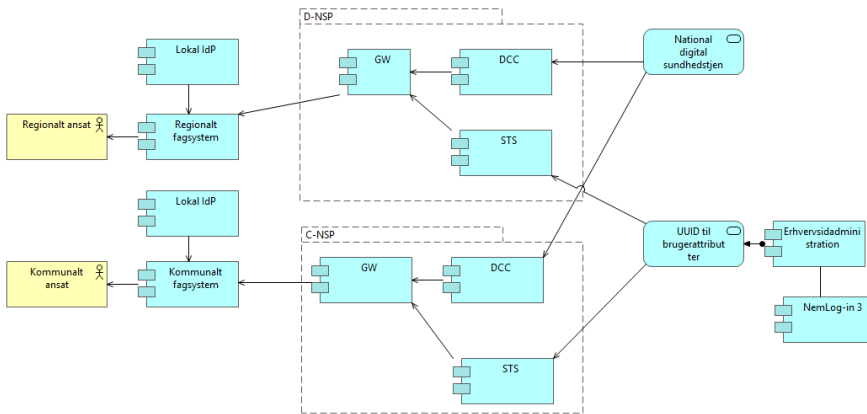 D-NSP
Lokal IdP
GW
DCC
National
digital
sundhedstjen
Regionalt ansat
Regionalt
fagsystem
STS
Lokal IdP
C-NSP
UUID til
brugerattribut
ter
Erhvervsidadmini
stration
Kommunalt
ansat
Kommunalt
fagsystem
GW
DCC
NemLog-in 3
STS